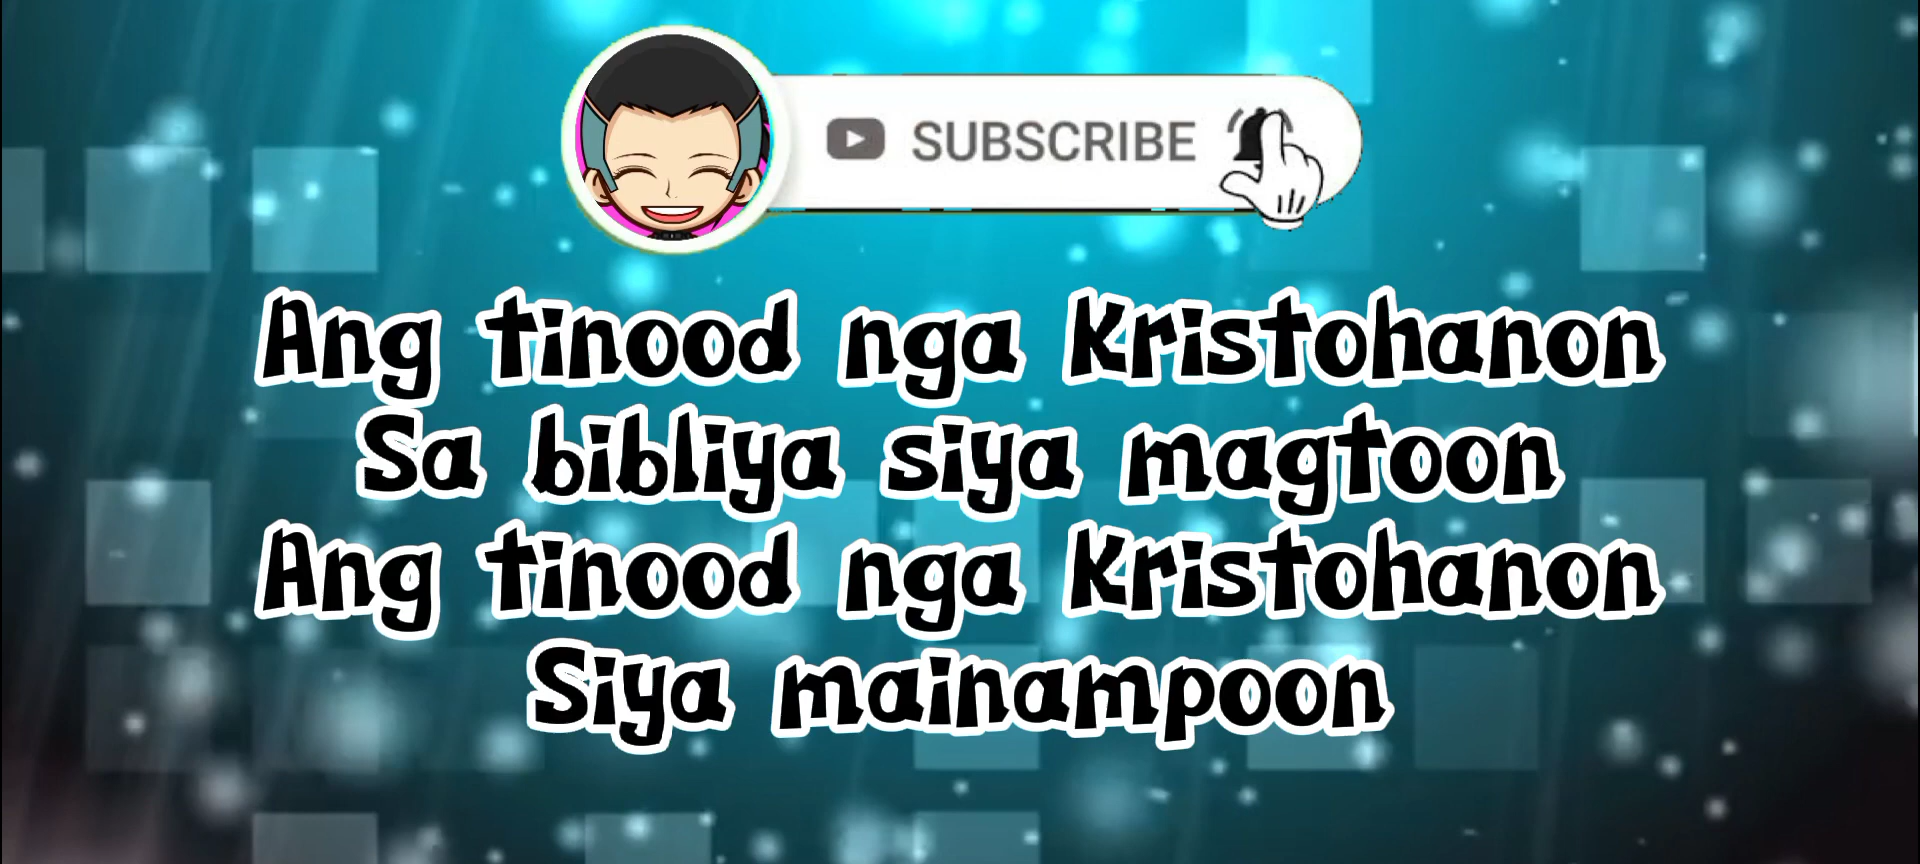 SUBSCRIBE
Ang tinood nga Kristohanon
Sa bibliya siya magtoon
Ang tinood nga Kristohanon
Siya mainampoon